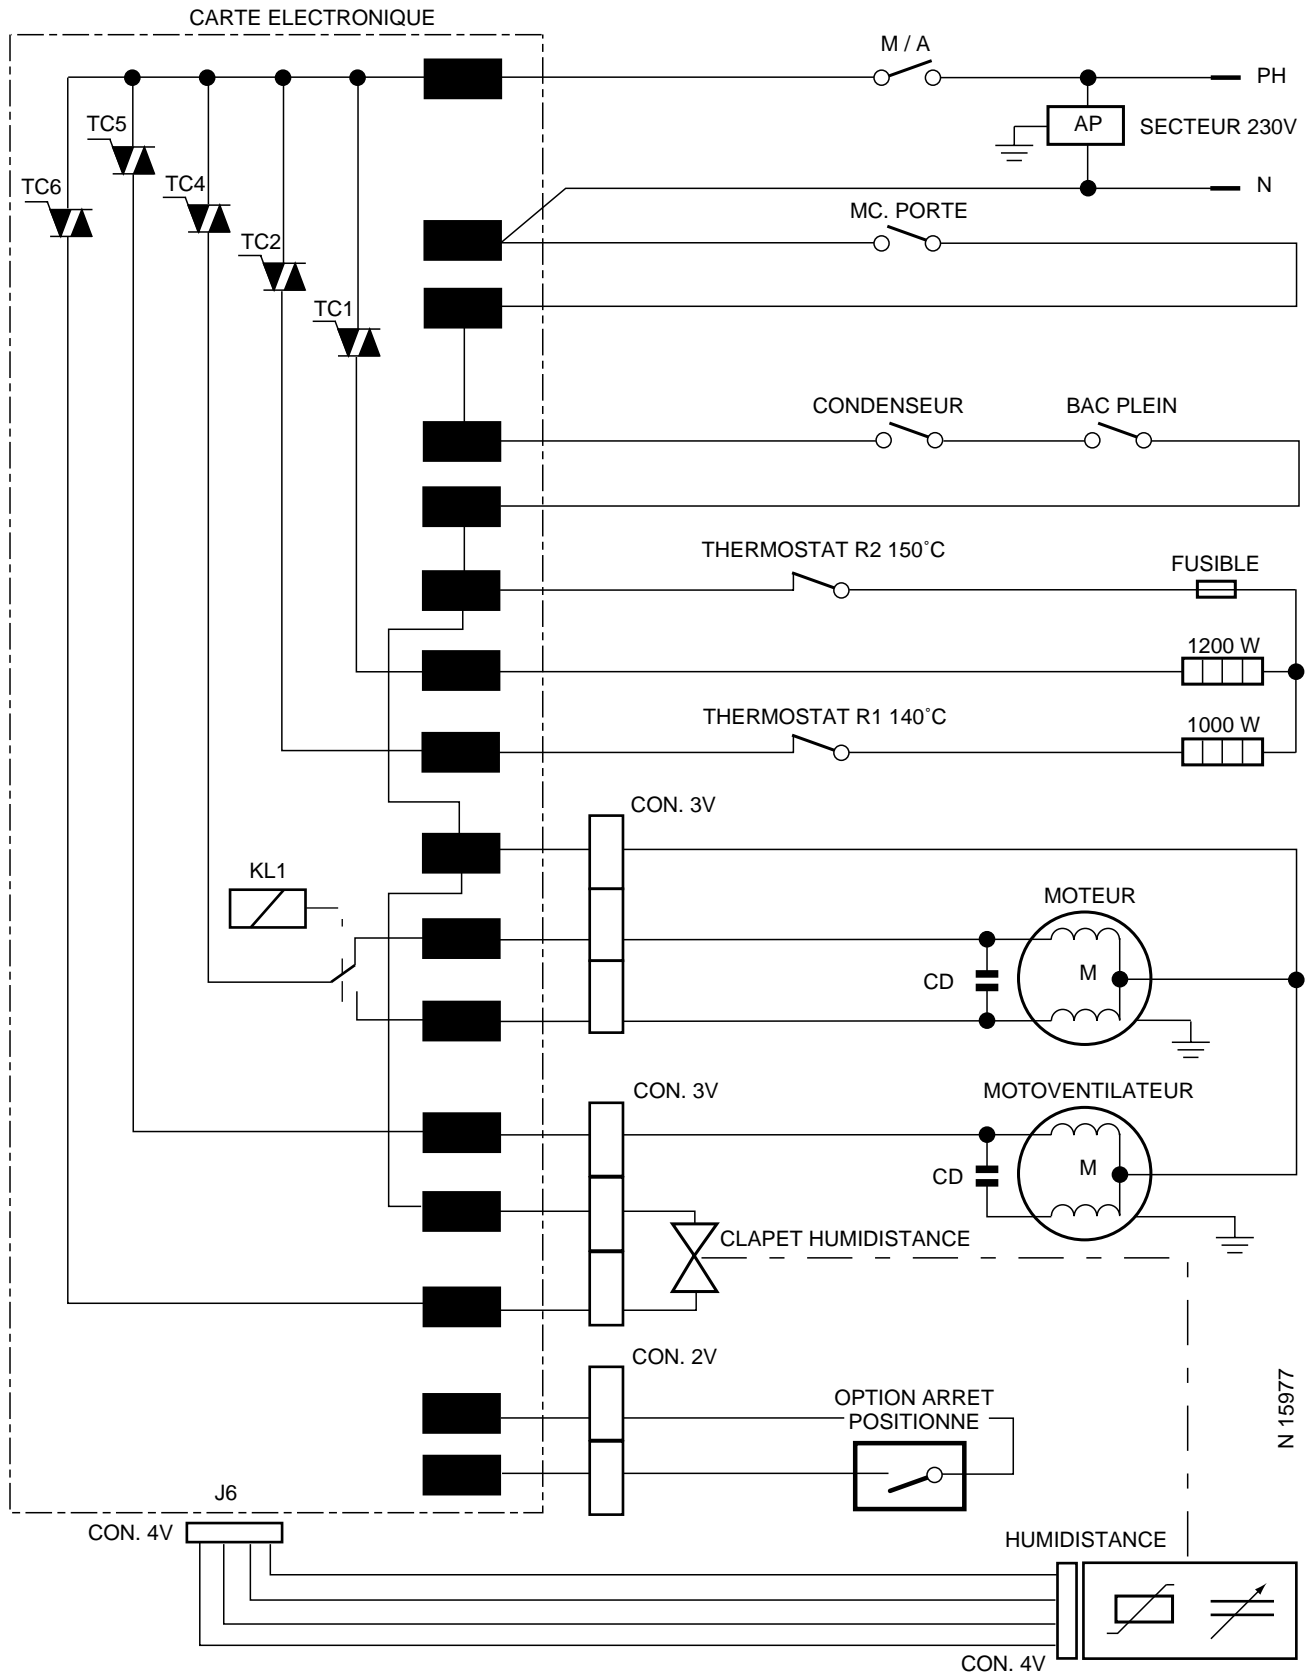 CARTE ELECTRONIQUE
M / A
PH
TC5
AP
SECTEUR 230V
TC6
TC4
N
MC. PORTE
TC2
TC1
CONDENSEUR
BAC PLEIN
THERMOSTAT R2 150°C
FUSIBLE
1200 W
THERMOSTAT R1 140°C
1000 W
CON. 3V
KL1
MOTEUR
M
CD
CON. 3V
MOTOVENTILATEUR
M
CD
CLAPET HUMIDISTANCE
CON. 2V
OPTION ARRET
POSITIONNE
N 15977
J6
CON. 4V
HUMIDISTANCE
CON. 4V